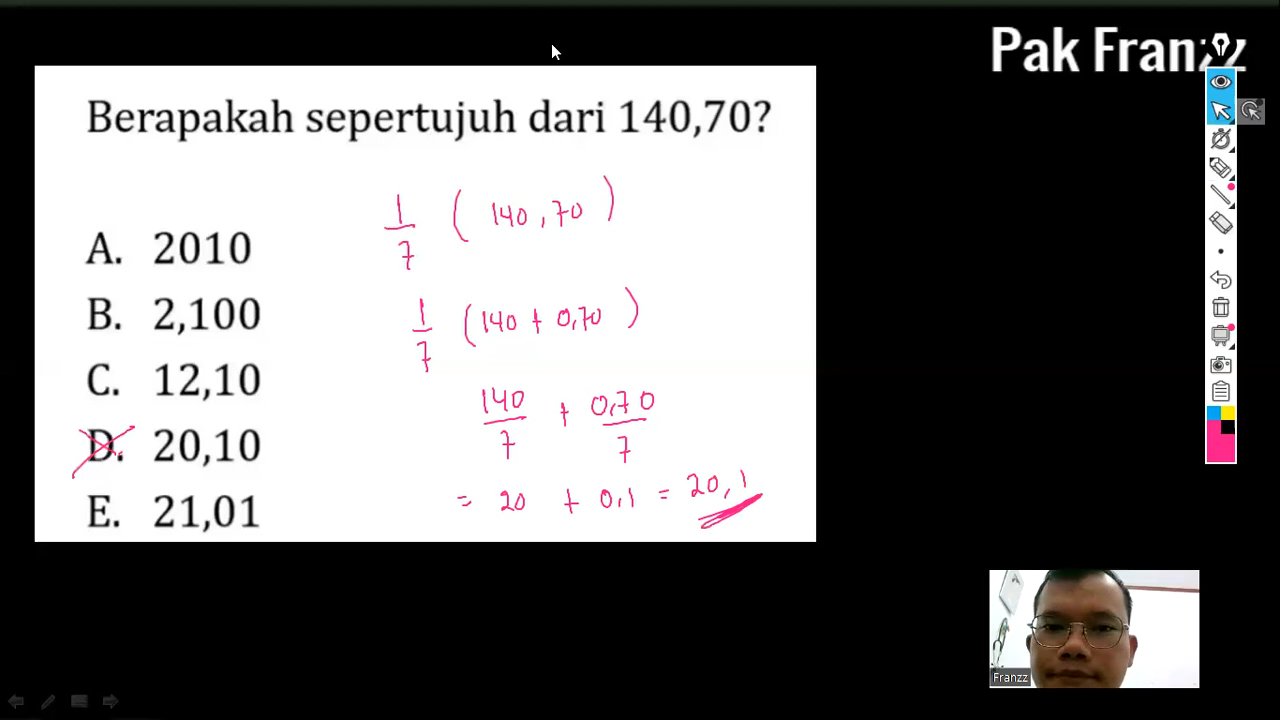 Pak Franzz
Berapakah sepertujuh dari 140,70?
1/7 (140,70)
A. 2010
B. 2,100
1/7 (140 + 0,70)
C. 12,10
140/7 + 0,70/7
D. 20,10
= 20 + 0,1 = 20,1
E. 21,01
Franzz